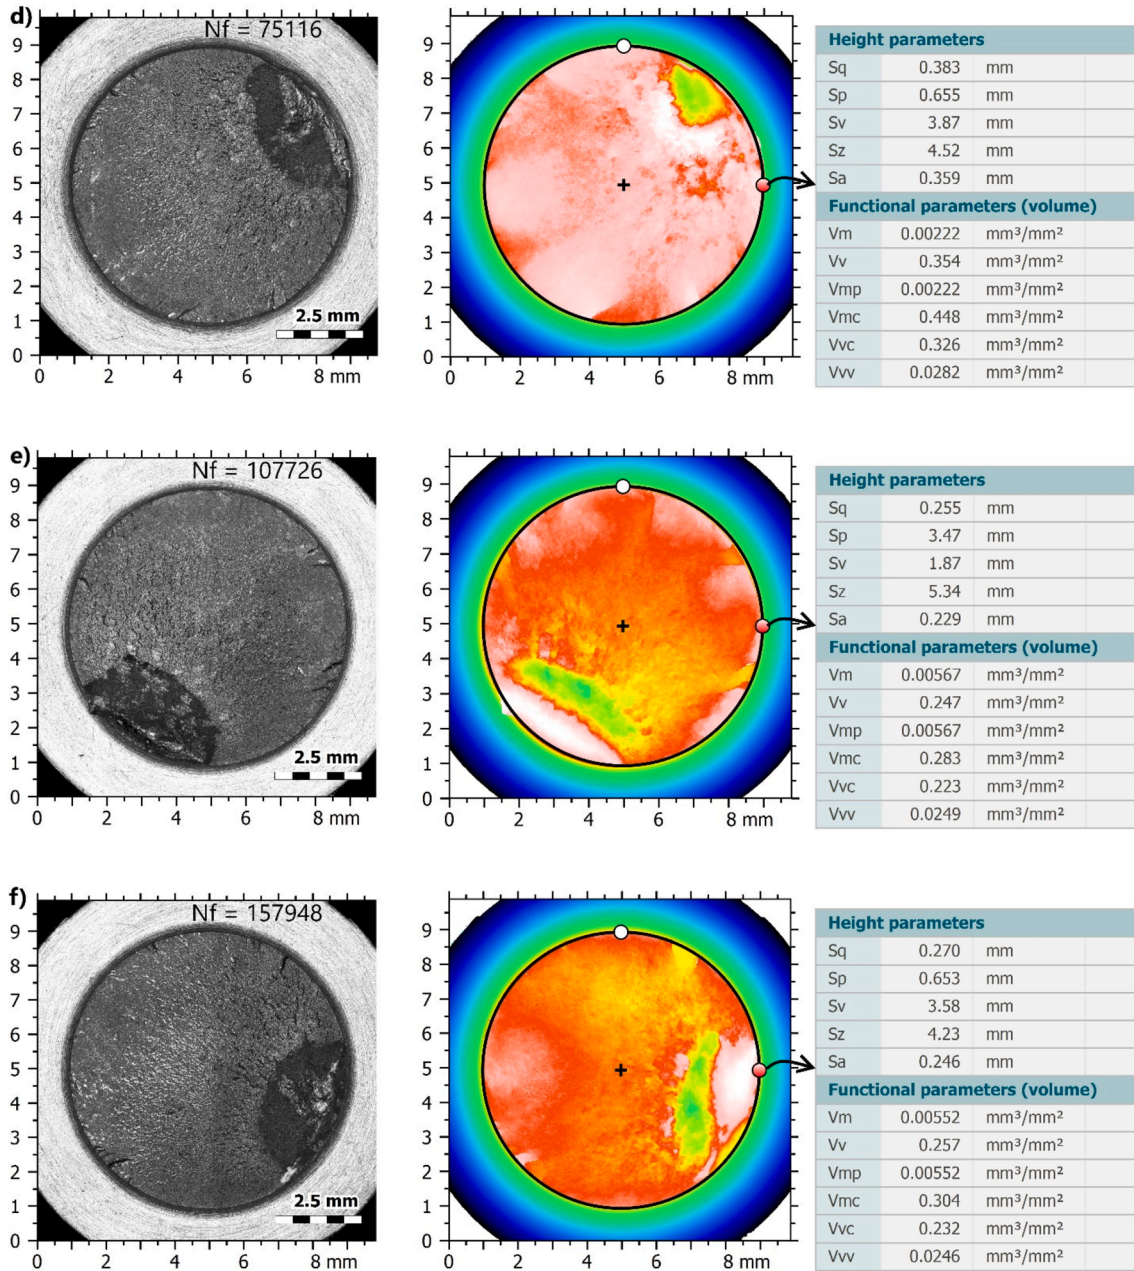 d)
Nf = 75116
9
8
7
6
5
4
3
2
1
0
2.5 mm
0 2 4 6 8 mm
9
8
7
6
5
4
3
2
1
0
0 2 4 6 8 mm
Height parameters
Sq 0.383 mm
Sp 0.655 mm
Sv 3.87 mm
Sz 4.52 mm
Sa 0.359 mm
Functional parameters (volume)
Vm 0.00222 mm³/mm²
Vv 0.354 mm³/mm²
Vmp 0.00222 mm³/mm²
Vmc 0.448 mm³/mm²
Vvc 0.326 mm³/mm²
Vvv 0.0282 mm³/mm²
e)
Nf = 107726
9
8
7
6
5
4
3
2
1
0
2.5 mm
0 2 4 6 8 mm
9
8
7
6
5
4
3
2
1
0
2 4 6 8 mm
Height parameters
Sq 0.255 mm
Sp 3.47 mm
Sv 1.87 mm
Sz 5.34 mm
Sa 0.229 mm
Functional parameters (volume)
Vm 0.00567 mm³/mm²
Vv 0.247 mm³/mm²
Vmp 0.00567 mm³/mm²
Vmc 0.283 mm³/mm²
Vvc 0.223 mm³/mm²
Vvv 0.0249 mm³/mm²
f)
Nf = 157948
9
8
7
6
5
4
3
2
1
0
2.5 mm
0 2 4 6 8 mm
9
8
7
6
5
4
3
2
1
0
0 2 4 6 8 mm
Height parameters
Sq 0.270 mm
Sp 0.653 mm
Sv 3.58 mm
Sz 4.23 mm
Sa 0.246 mm
Functional parameters (volume)
Vm 0.00552 mm³/mm²
Vv 0.257 mm³/mm²
Vmp 0.00552 mm³/mm²
Vmc 0.304 mm³/mm²
Vvc 0.232 mm³/mm²
Vvv 0.0246 mm³/mm²